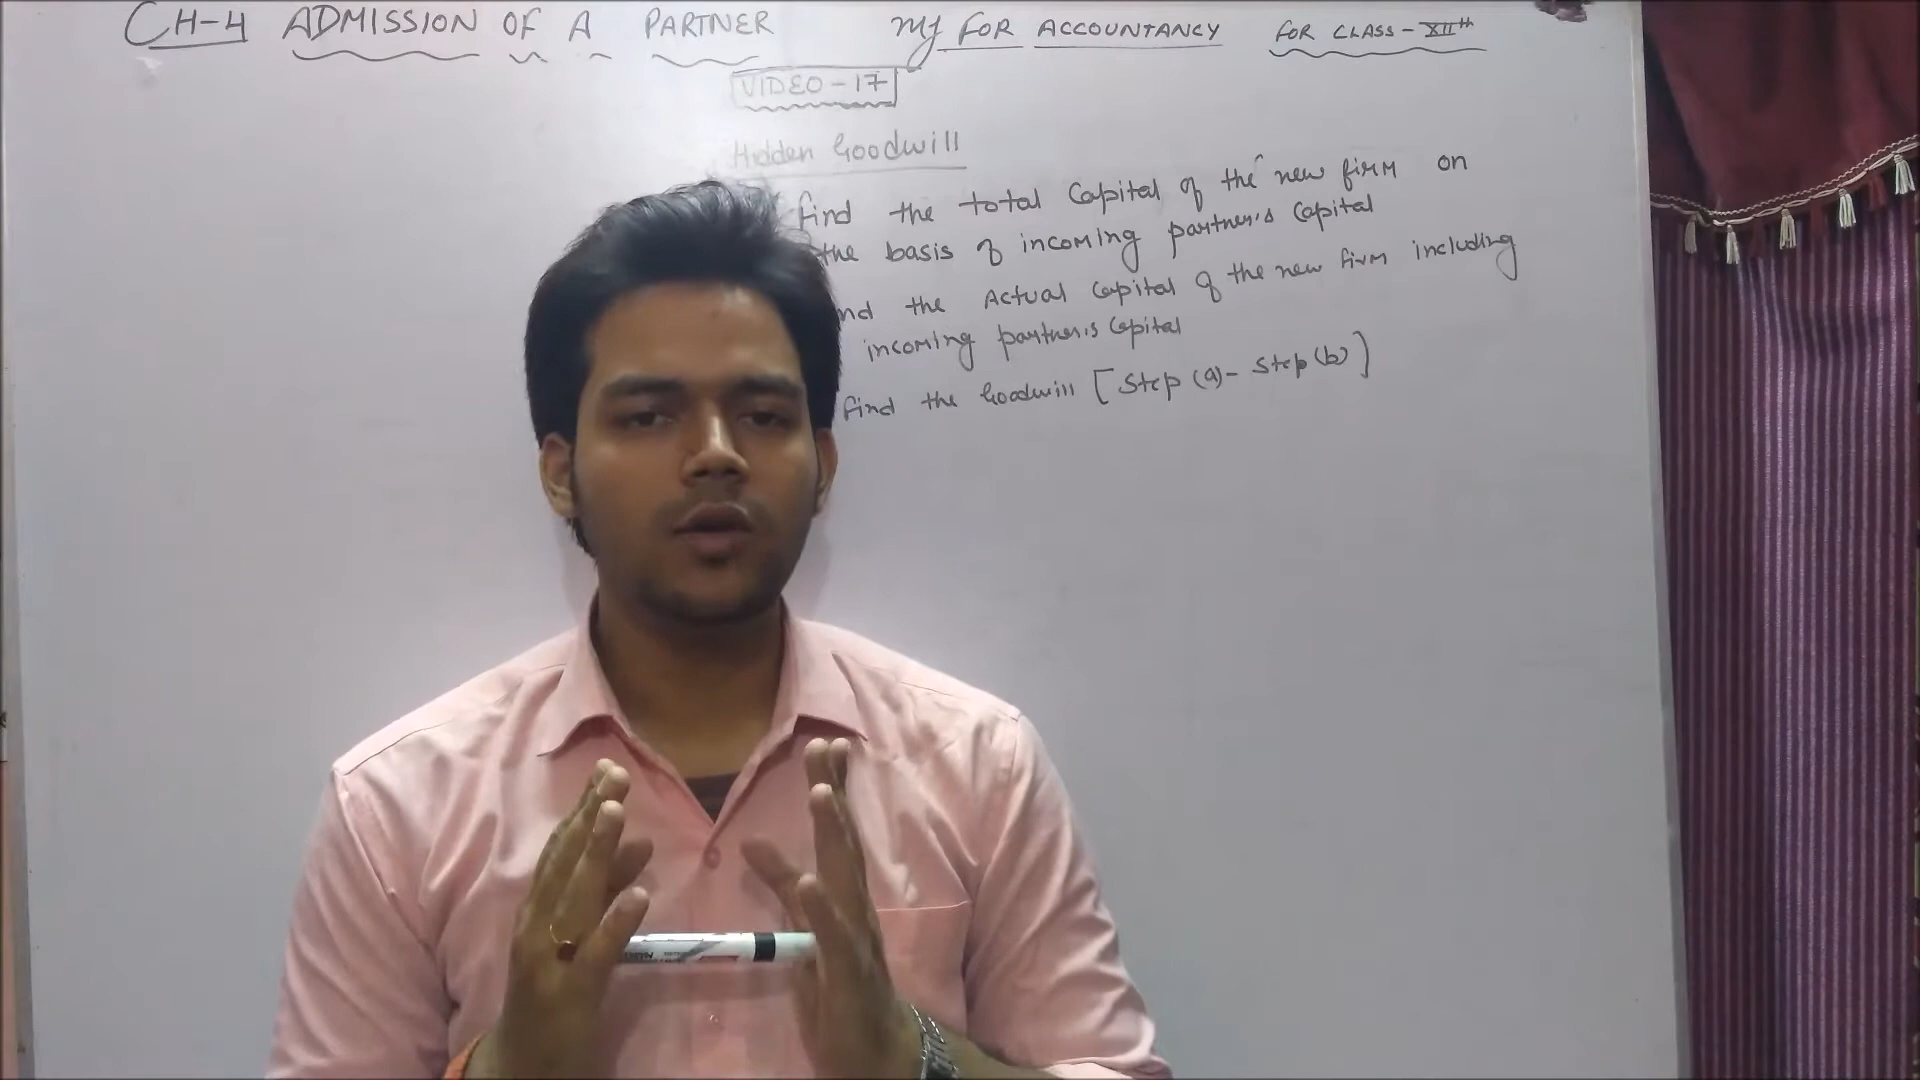 CH-4 ADMISSION OF A PARTNER MJ FOR ACCOUNTANCY FOR CLASS-XIIth
VIDEO-17
Hidden Goodwill
find the total Capital of the new firm on
the basis of incoming partner's Capital
nd the Actual Capital of the new firm including
incoming partner's Capital
find the Goodwill [Step (a) - Step (b)]